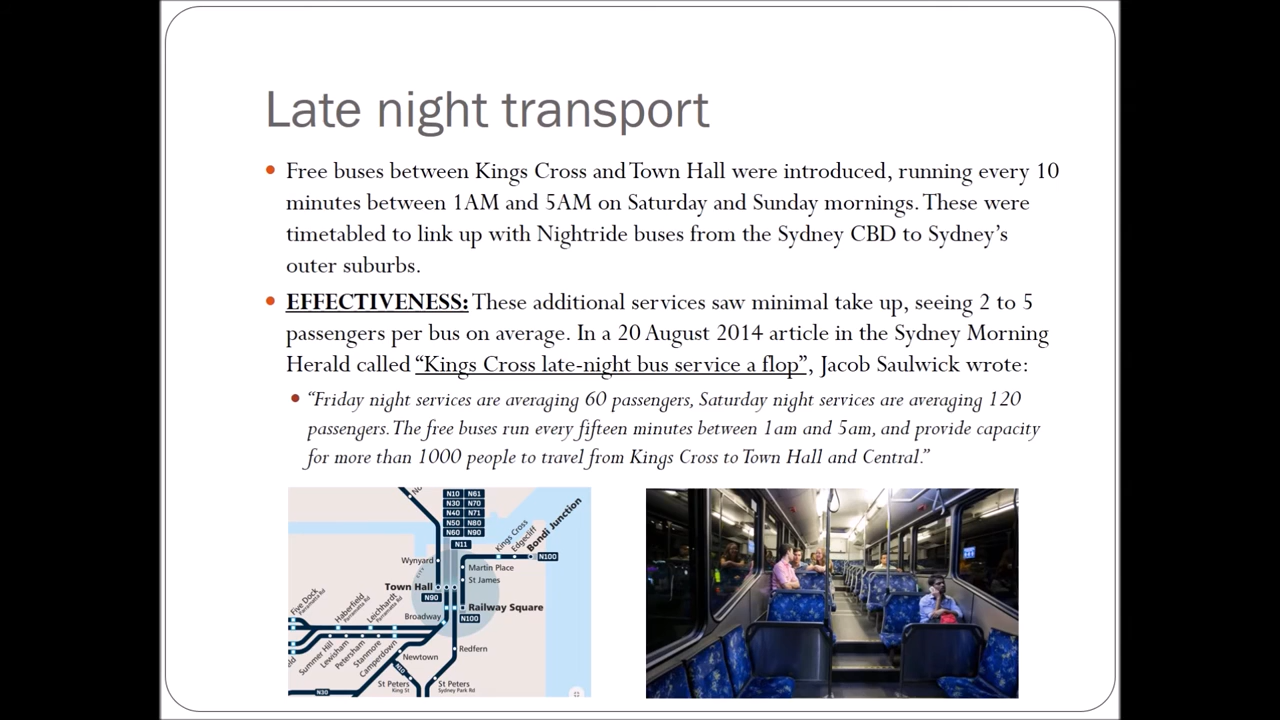 Late night transport
Free buses between Kings Cross and Town Hall were introduced, running every 10
minutes between 1AM and 5AM on Saturday and Sunday mornings. These were
timetabled to link up with Nightride buses from the Sydney CBD to Sydney’s
outer suburbs.
EFFECTIVENESS: These additional services saw minimal take up, seeing 2 to 5
passengers per bus on average. In a 20 August 2014 article in the Sydney Morning
Herald called “Kings Cross late-night bus service a flop”, Jacob Saulwick wrote:
“Friday night services are averaging 60 passengers, Saturday night services are averaging 120
passengers. The free buses run every fifteen minutes between 1am and 5am, and provide capacity
for more than 1000 people to travel from Kings Cross to Town Hall and Central.”
N10 N61
N30 N70
N40 N71
N50 N80
N60 N90
N11
Kings Cross
Edgecliff
Bondi Junction
N100
Wynyard
Martin Place
St James
Town Hall
N90
Railway Square
N100
Broadway
Five Dock
Parramatta Rd
Haberfield
Parramatta Rd
Leichhardt
Parramatta Rd
Summer Hill
Lewisham
Petersham
Stanmore
Camperdown
Newtown
Redfern
N10
St Peters
King St
St Peters
Sydney Park Rd
N30